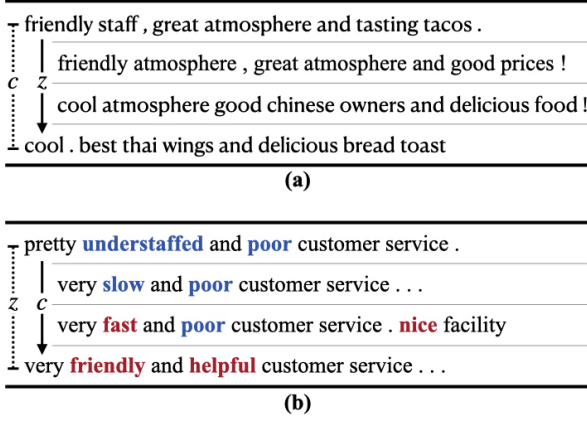 friendly staff , great atmosphere and tasting tacos .
friendly atmosphere , great atmosphere and good prices !
c z
cool atmosphere good chinese owners and delicious food !
cool . best thai wings and delicious bread toast
(a)
pretty understaffed and poor customer service .
very slow and poor customer service . . .
z c
very fast and poor customer service . nice facility
very friendly and helpful customer service . . .
(b)